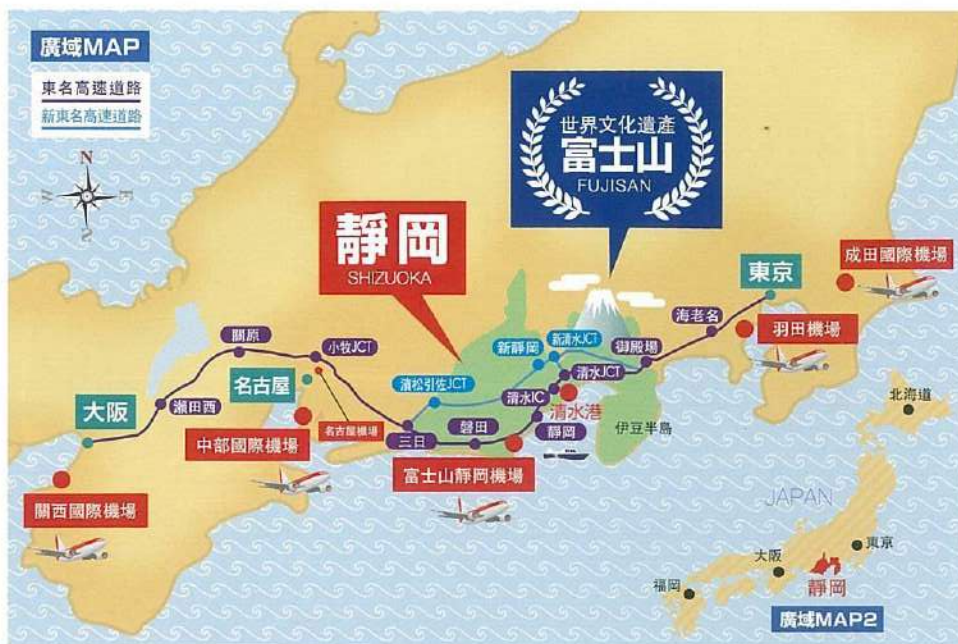 廣域MAP
東名高速道路
新東名高速道路
N
W
E
S
世界文化遺產
富士山
FUJISAN
靜岡
SHIZUOKA
成田國際機場
東京
羽田機場
海老名
御殿場
新清水JCT
新靜岡
清水JCT
清水IC
清水港
靜岡
伊豆半島
關原
小牧JCT
濱松引佐JCT
名古屋
名古屋機場
大阪
瀨田西
中部國際機場
三日
磐田
富士山靜岡機場
關西國際機場
北海道
JAPAN
東京
大阪
靜岡
福岡
廣域MAP2